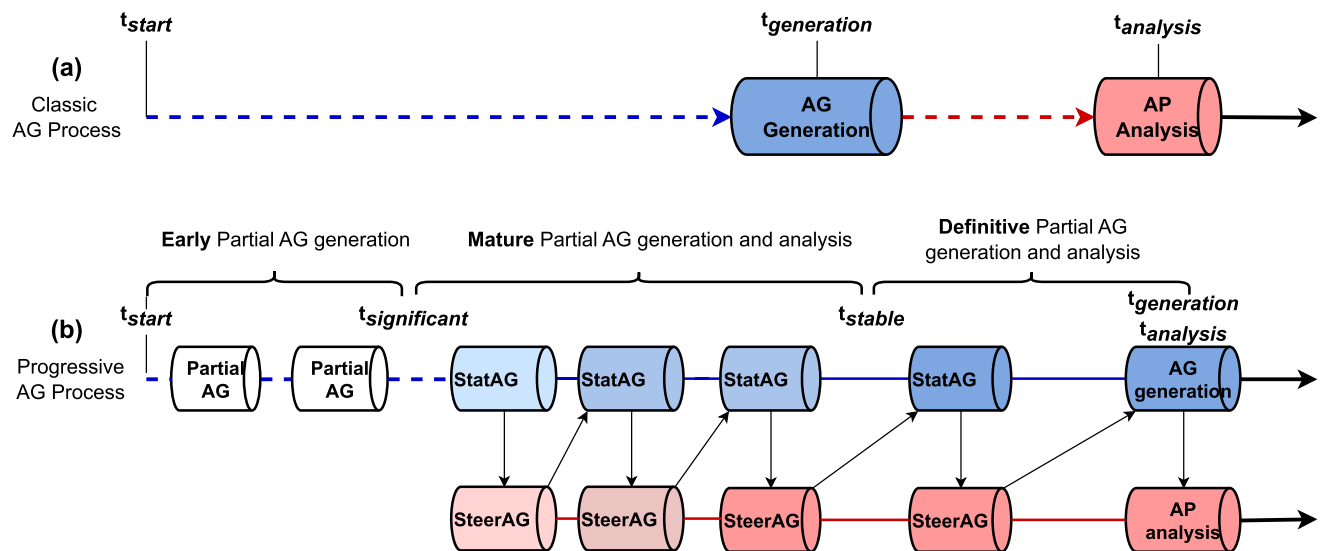 t_start
t_generation
t_analysis
(a)
Classic
AG Process
AG
Generation
AP
Analysis
Early Partial AG generation
Mature Partial AG generation and analysis
Definitive Partial AG
generation and analysis
t_start
t_significant
t_stable
t_generation
t_analysis
(b)
Progressive
AG Process
Partial
AG
Partial
AG
StatAG
StatAG
StatAG
StatAG
AG
generation
SteerAG
SteerAG
SteerAG
SteerAG
AP
analysis